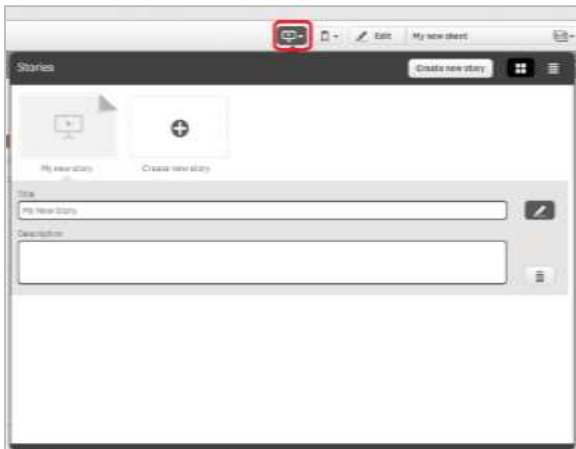 Edit My new sheet
Stories Create new story
My new story Create new story
Title
My New Story
Description